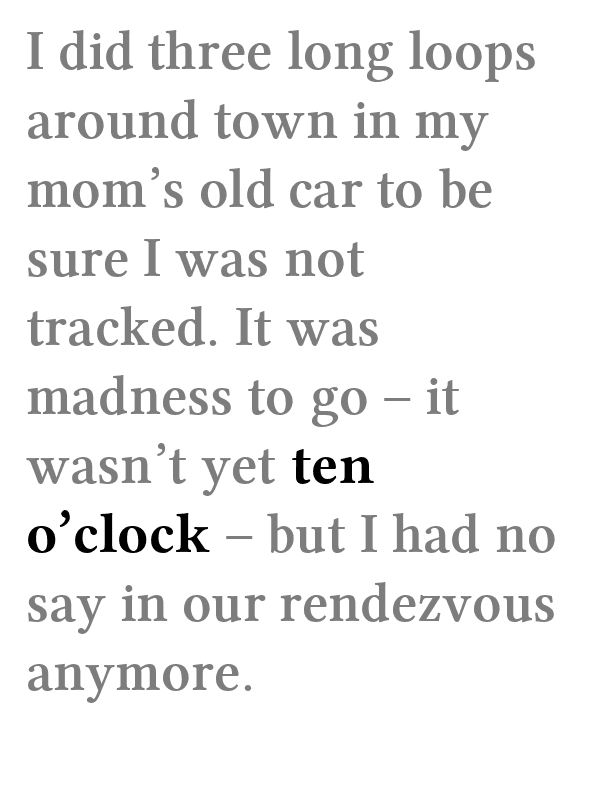 I did three long loops
around town in my
mom’s old car to be
sure I was not
tracked. It was
madness to go – it
wasn’t yet ten
o’clock – but I had no
say in our rendezvous
anymore.